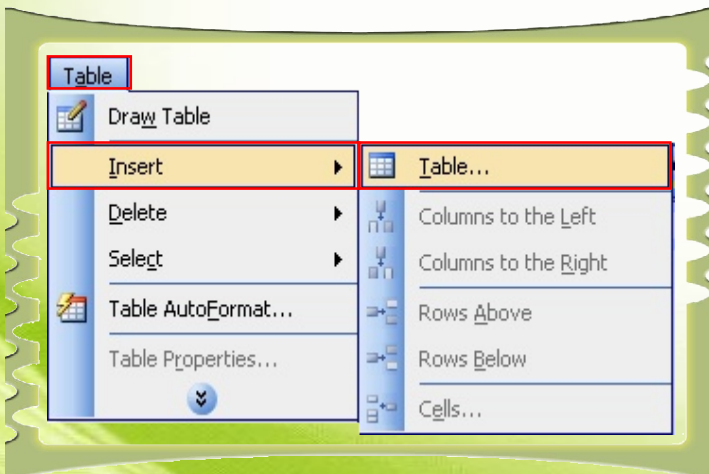 Table
Draw Table
Insert
Delete
Select
Table AutoFormat...
Table Properties...
Table...
Columns to the Left
Columns to the Right
Rows Above
Rows Below
Cells...